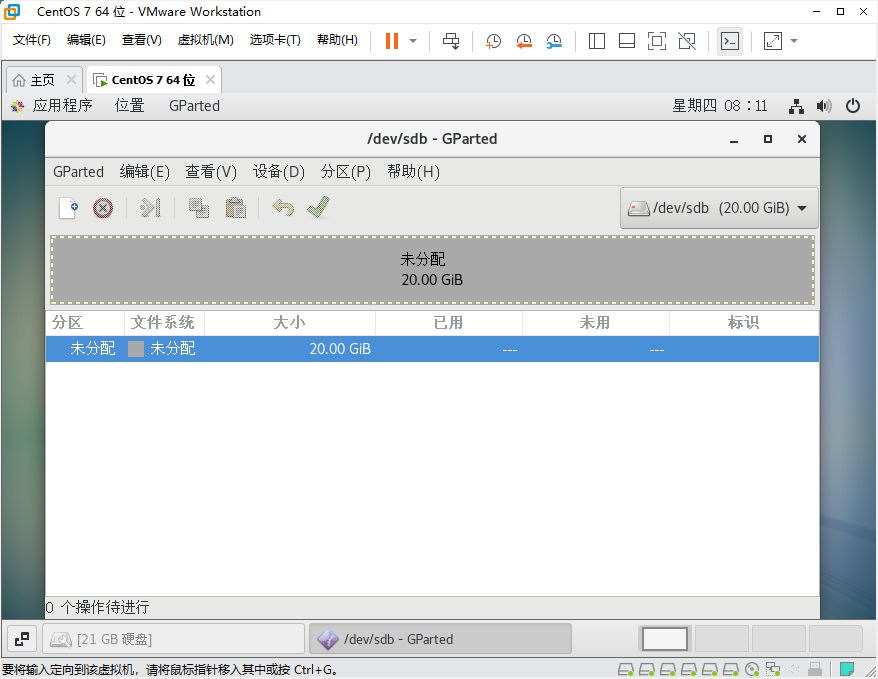 CentOS 7 64 位 - VMware Workstation
文件(F) 编辑(E) 查看(V) 虚拟机(M) 选项卡(T) 帮助(H)
主页 CentOS 7 64 位
应用程序 位置 GParted 星期四 08：11
/dev/sdb - GParted
GParted 编辑(E) 查看(V) 设备(D) 分区(P) 帮助(H)
/dev/sdb (20.00 GiB)
未分配
20.00 GiB
分区 文件系统 大小 已用 未用 标识
未分配 未分配 20.00 GiB --- ---
0 个操作待进行
[21 GB 硬盘] /dev/sdb - GParted
要将输入定向到该虚拟机，请将鼠标指针移入其中或按 Ctrl+G。